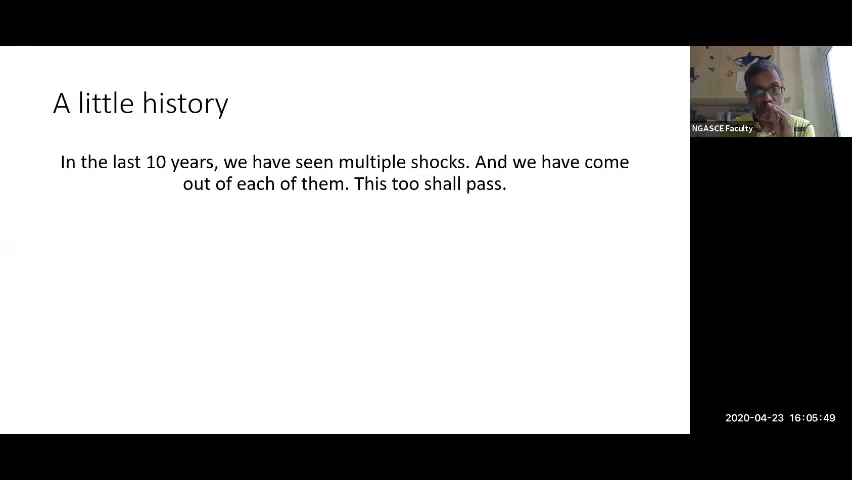 A little history
In the last 10 years, we have seen multiple shocks. And we have come
out of each of them. This too shall pass.
NGASCE Faculty
2020-04-23 16:05:49